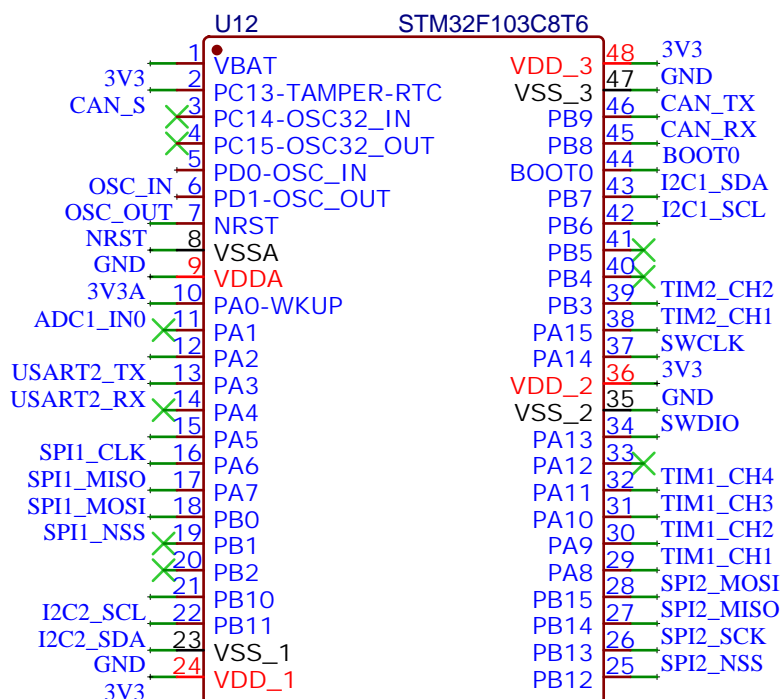 U12 STM32F103C8T6
1 VBAT VDD_3 48 3V3
3V3 2 PC13-TAMPER-RTC VSS_3 47 GND
CAN_S 3 PC14-OSC32_IN PB9 46 CAN_TX
4 PC15-OSC32_OUT PB8 45 CAN_RX
5 PD0-OSC_IN BOOT0 44 BOOT0
OSC_IN 6 PD1-OSC_OUT PB7 43 I2C1_SDA
OSC_OUT 7 NRST PB6 42 I2C1_SCL
NRST 8 VSSA PB5 41
GND 9 VDDA PB4 40
3V3A 10 PA0-WKUP PB3 39 TIM2_CH2
ADC1_IN0 11 PA1 PA15 38 TIM2_CH1
12 PA2 PA14 37 SWCLK
USART2_TX 13 PA3 VDD_2 36 3V3
USART2_RX 14 PA4 VSS_2 35 GND
15 PA5 PA13 34 SWDIO
SPI1_CLK 16 PA6 PA12 33
SPI1_MISO 17 PA7 PA11 32 TIM1_CH4
SPI1_MOSI 18 PB0 PA10 31 TIM1_CH3
SPI1_NSS 19 PB1 PA9 30 TIM1_CH2
20 PB2 PA8 29 TIM1_CH1
21 PB10 PB15 28 SPI2_MOSI
I2C2_SCL 22 PB11 PB14 27 SPI2_MISO
I2C2_SDA 23 VSS_1 PB13 26 SPI2_SCK
GND 24 VDD_1 PB12 25 SPI2_NSS
3V3